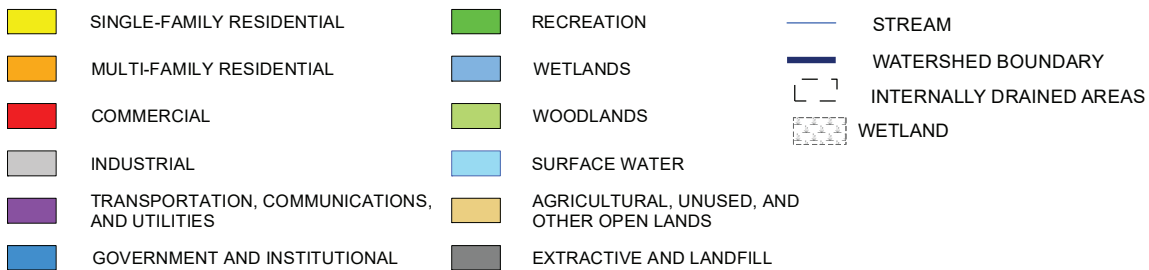 SINGLE-FAMILY RESIDENTIAL
MULTI-FAMILY RESIDENTIAL
COMMERCIAL
INDUSTRIAL
TRANSPORTATION, COMMUNICATIONS,
AND UTILITIES
GOVERNMENT AND INSTITUTIONAL
RECREATION
WETLANDS
WOODLANDS
SURFACE WATER
AGRICULTURAL, UNUSED, AND
OTHER OPEN LANDS
EXTRACTIVE AND LANDFILL
STREAM
WATERSHED BOUNDARY
INTERNALLY DRAINED AREAS
WETLAND